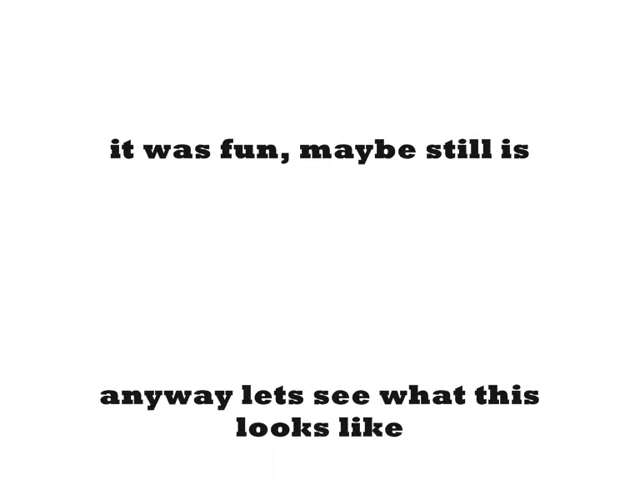 it was fun, maybe still is
anyway lets see what this
looks like